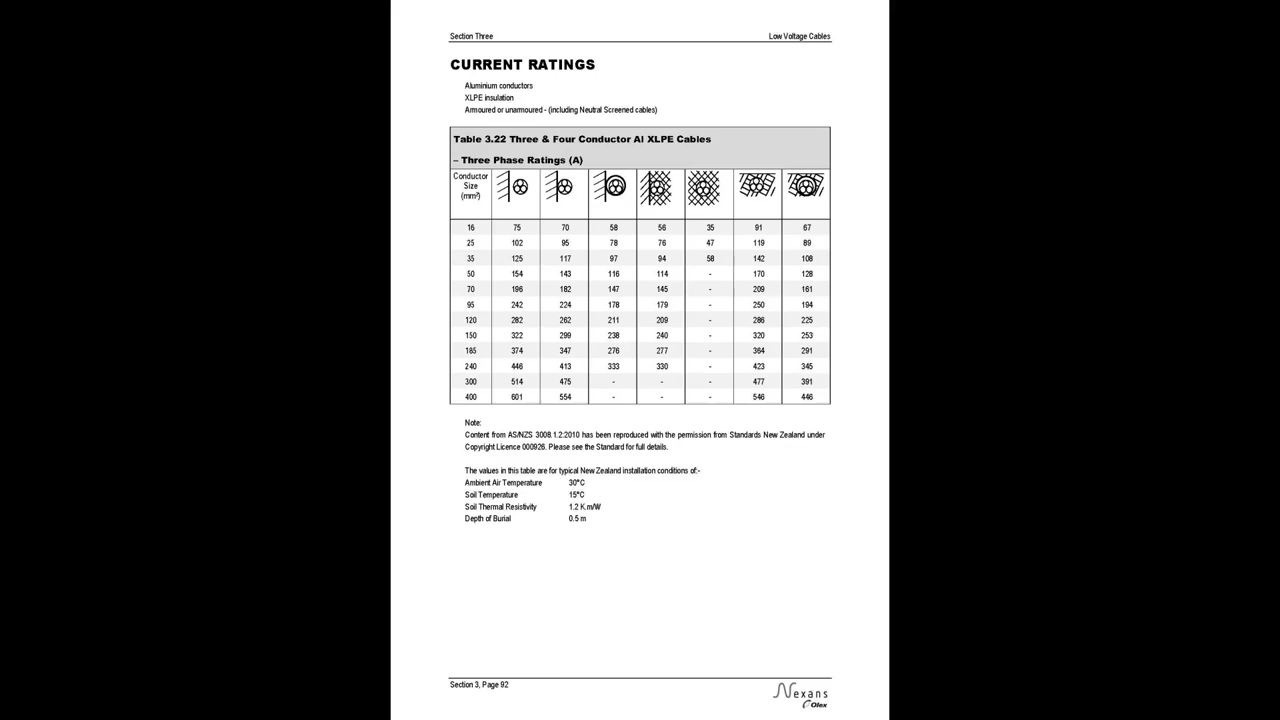 Section Three Low Voltage Cables
CURRENT RATINGS
Aluminium conductors
XLPE insulation
Armoured or unarmoured - (including Neutral Screened cables)
Table 3.22 Three & Four Conductor Al XLPE Cables
– Three Phase Ratings (A)
Conductor
Size
(mm²)
16 75 70 58 56 35 91 67
25 102 95 78 76 47 119 89
35 125 117 97 94 58 142 108
50 154 143 116 114 - 170 128
70 196 182 147 145 - 209 161
95 242 224 178 179 - 250 194
120 282 262 211 209 - 286 225
150 322 299 238 240 - 320 253
185 374 347 276 277 - 364 291
240 446 413 333 330 - 423 345
300 514 475 - - - 477 391
400 601 554 - - - 546 446
Note:
Content from AS/NZS 3008.1.2:2010 has been reproduced with the permission from Standards New Zealand under
Copyright Licence 000926. Please see the Standard for full details.
The values in this table are for typical New Zealand installation conditions of:-
Ambient Air Temperature 30°C
Soil Temperature 15°C
Soil Thermal Resistivity 1.2 K.m/W
Depth of Burial 0.5 m
Section 3, Page 92
Nexans
Olex